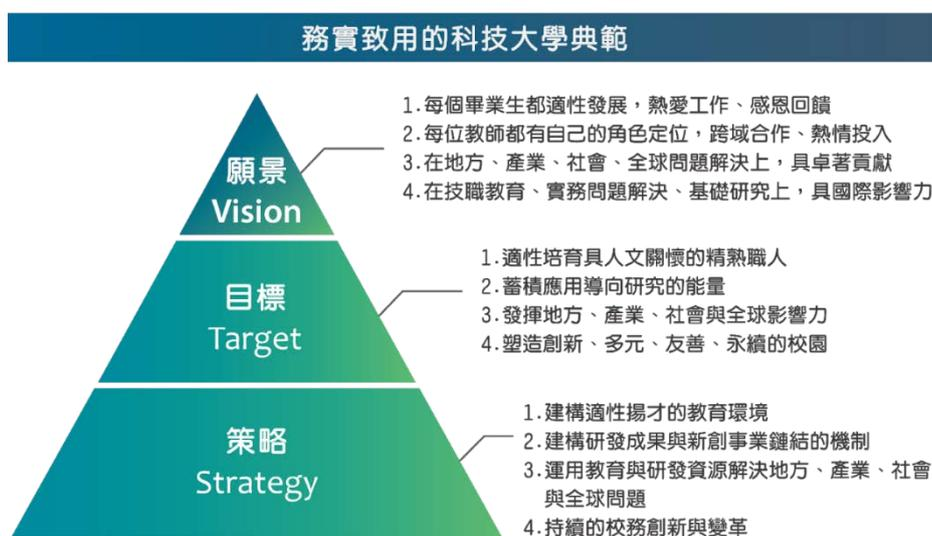 務實致用的科技大學典範
願景
Vision
1.每個畢業生都適性發展，熱愛工作、感恩回饋
2.每位教師都有自己的角色定位，跨域合作、熱情投入
3.在地方、產業、社會、全球問題解決上，具卓著貢獻
4.在技職教育、實務問題解決、基礎研究上，具國際影響力
目標
Target
1.適性培育具人文關懷的精熟職人
2.蓄積應用導向研究的能量
3.發揮地方、產業、社會與全球影響力
4.塑造創新、多元、友善、永續的校園
策略
Strategy
1.建構適性揚才的教育環境
2.建構研發成果與新創事業鏈結的機制
3.運用教育與研發資源解決地方、產業、社會
與全球問題
4.持續的校務創新與變革